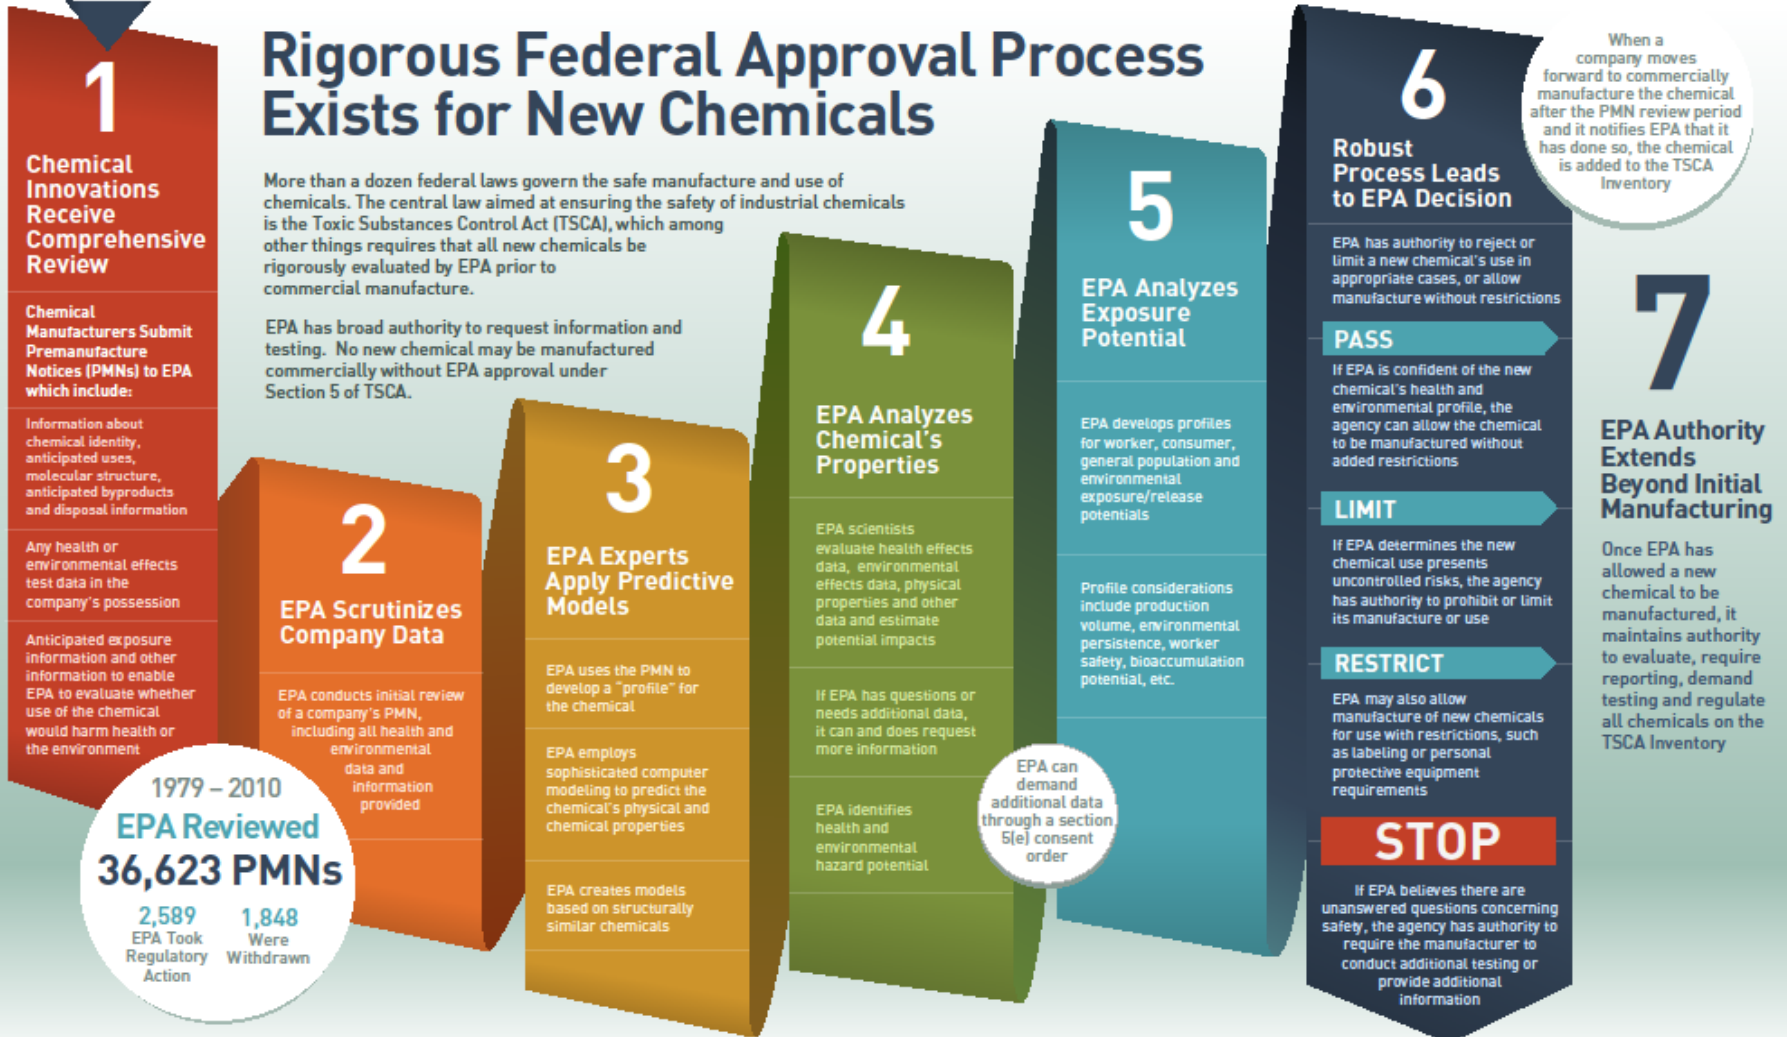 Rigorous Federal Approval Process
Exists for New Chemicals
More than a dozen federal laws govern the safe manufacture and use of
chemicals. The central law aimed at ensuring the safety of industrial chemicals
is the Toxic Substances Control Act (TSCA), which among
other things requires that all new chemicals be
rigorously evaluated by EPA prior to
commercial manufacture.
EPA has broad authority to request information and
testing. No new chemical may be manufactured
commercially without EPA approval under
Section 5 of TSCA.
1
Chemical
Innovations
Receive
Comprehensive
Review
Chemical
Manufacturers Submit
Premanufacture
Notices (PMNs) to EPA
which include:
Information about
chemical identity,
anticipated uses,
molecular structure,
anticipated byproducts
and disposal information
Any health or
environmental effects
test data in the
company's possession
Anticipated exposure
information and other
information to enable
EPA to evaluate whether
use of the chemical
would harm health or
the environment
1979 – 2010
EPA Reviewed
36,623 PMNs
2,589
EPA Took
Regulatory
Action
1,848
Were
Withdrawn
2
EPA Scrutinizes
Company Data
EPA conducts initial review
of a company's PMN,
including all health and
environmental
data and
information
provided
3
EPA Experts
Apply Predictive
Models
EPA uses the PMN to
develop a "profile" for
the chemical
EPA employs
sophisticated computer
modeling to predict the
chemical's physical and
chemical properties
EPA creates models
based on structurally
similar chemicals
4
EPA Analyzes
Chemical's
Properties
EPA scientists
evaluate health effects
data, environmental
effects data, physical
properties and other
data and estimate
potential impacts
If EPA has questions or
needs additional data,
it can and does request
more information
EPA identifies
health and
environmental
hazard potential
EPA can
demand
additional data
through a section
5(e) consent
order
5
EPA Analyzes
Exposure
Potential
EPA develops profiles
for worker, consumer,
general population and
environmental
exposure/release
potentials
Profile considerations
include production
volume, environmental
persistence, worker
safety, bioaccumulation
potential, etc.
6
Robust
Process Leads
to EPA Decision
EPA has authority to reject or
limit a new chemical's use in
appropriate cases, or allow
manufacture without restrictions
PASS
If EPA is confident of the new
chemical's health and
environmental profile, the
agency can allow the chemical
to be manufactured without
added restrictions
LIMIT
If EPA determines the new
chemical use presents
uncontrolled risks, the agency
has authority to prohibit or limit
its manufacture or use
RESTRICT
EPA may also allow
manufacture of new chemicals
for use with restrictions, such
as labeling or personal
protective equipment
requirements
STOP
If EPA believes there are
unanswered questions concerning
safety, the agency has authority to
require the manufacturer to
conduct additional testing or
provide additional
information
When a
company moves
forward to commercially
manufacture the chemical
after the PMN review period
and it notifies EPA that it
has done so, the chemical
is added to the TSCA
Inventory
7
EPA Authority
Extends
Beyond Initial
Manufacturing
Once EPA has
allowed a new
chemical to be
manufactured, it
maintains authority
to evaluate, require
reporting, demand
testing and regulate
all chemicals on the
TSCA Inventory